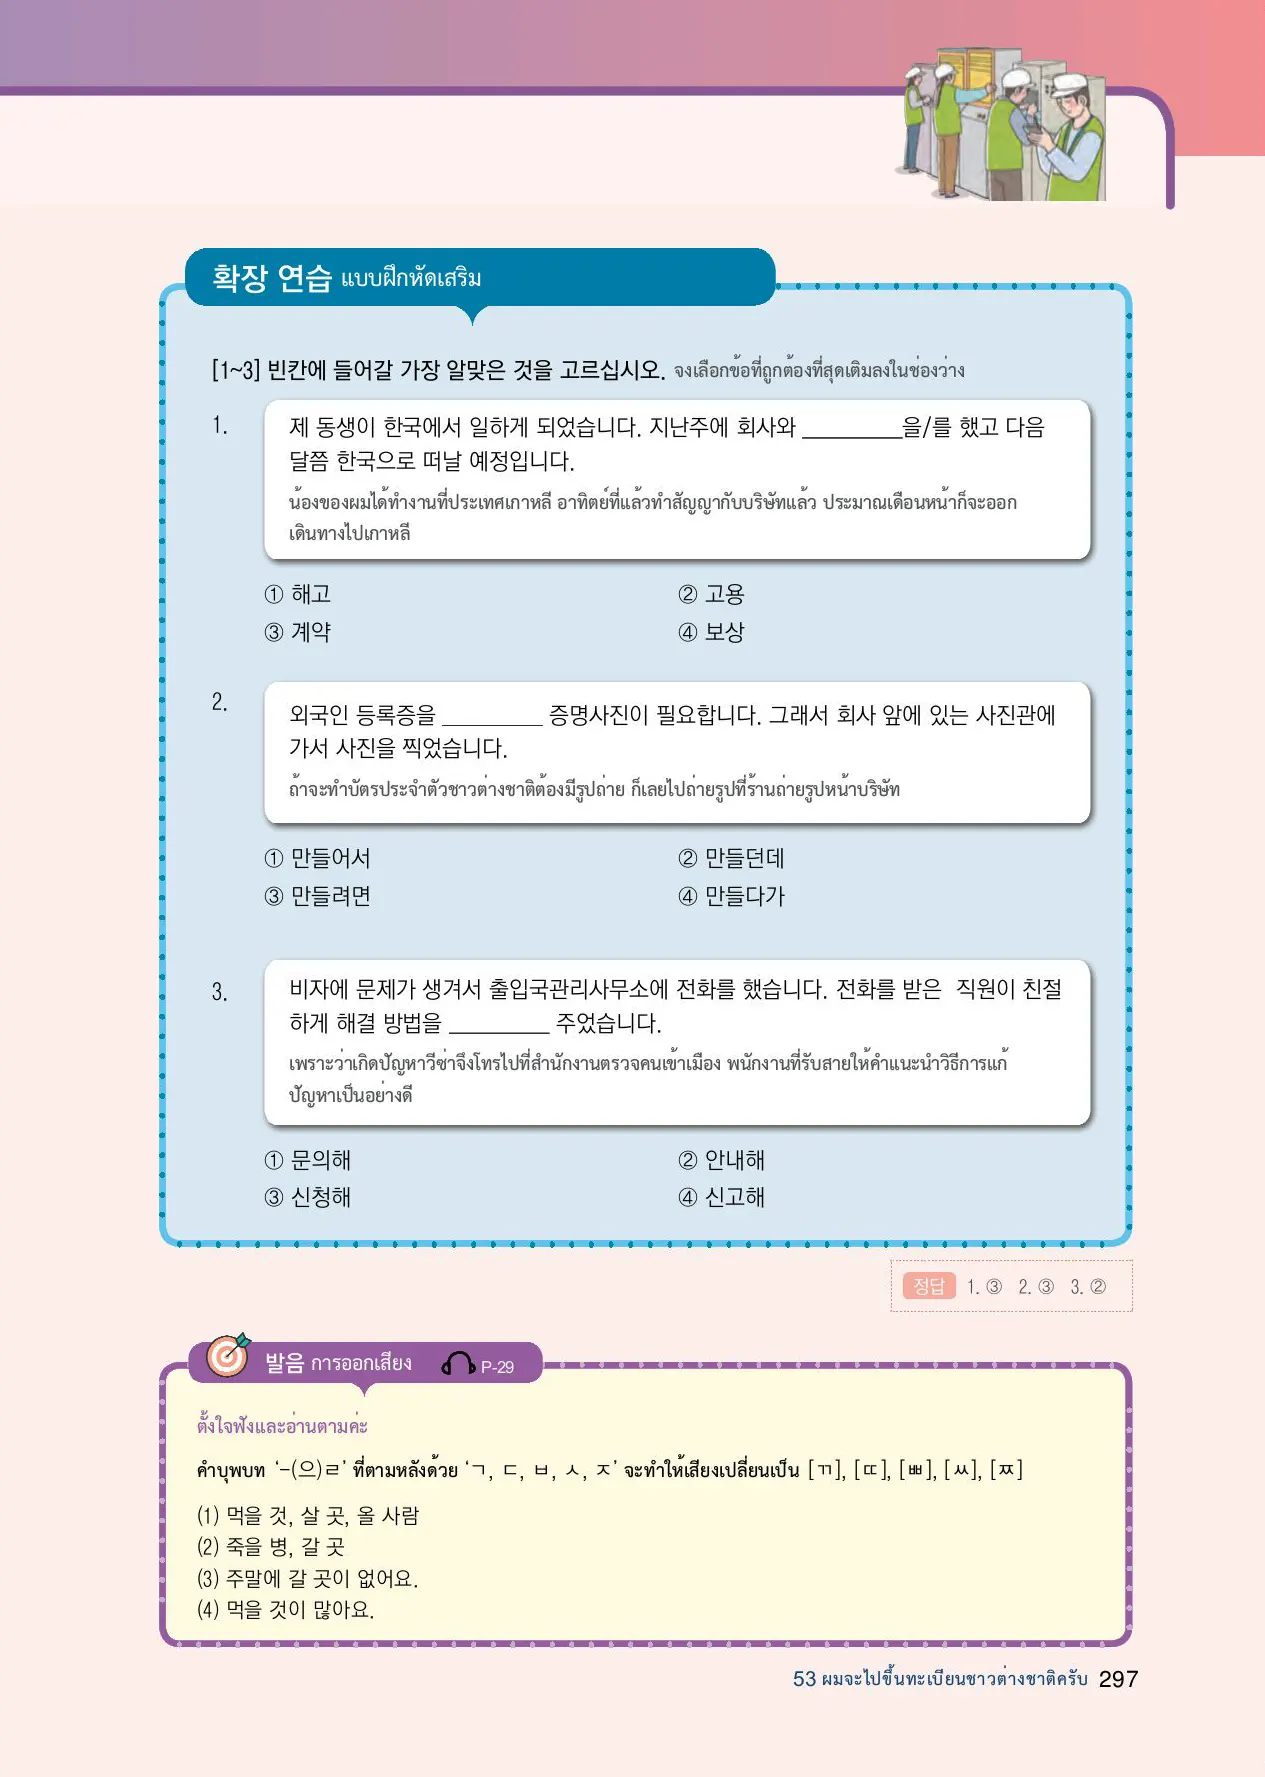 확장 연습 แบบฝึกหัดเสริม
[1~3] 빈칸에 들어갈 가장 알맞은 것을 고르십시오. จงเลือกข้อที่ถูกต้องที่สุดเติมลงในช่องว่าง
1.
제 동생이 한국에서 일하게 되었습니다. 지난주에 회사와 _________을/를 했고 다음
달쯤 한국으로 떠날 예정입니다.
น้องของผมได้ทำงานที่ประเทศเกาหลี อาทิตย์ที่แล้วทำสัญญากับบริษัทแล้ว ประมาณเดือนหน้าก็จะออก
เดินทางไปเกาหลี
① 해고 ② 고용
③ 계약 ④ 보상
2.
외국인 등록증을 _________ 증명사진이 필요합니다. 그래서 회사 앞에 있는 사진관에
가서 사진을 찍었습니다.
ถ้าจะทำบัตรประจำตัวชาวต่างชาติต้องมีรูปถ่าย ก็เลยไปถ่ายรูปที่ร้านถ่ายรูปหน้าบริษัท
① 만들어서 ② 만들던데
③ 만들려면 ④ 만들다가
3.
비자에 문제가 생겨서 출입국관리사무소에 전화를 했습니다. 전화를 받은 직원이 친절
하게 해결 방법을 _________ 주었습니다.
เพราะว่าเกิดปัญหาวีซ่าจึงโทรไปที่สำนักงานตรวจคนเข้าเมือง พนักงานที่รับสายให้คำแนะนำวิธีการแก้
ปัญหาเป็นอย่างดี
① 문의해 ② 안내해
③ 신청해 ④ 신고해
정답 1. ③ 2. ③ 3. ②
발음 การออกเสียง P-29
ตั้งใจฟังและอ่านตามค่ะ
คำบุพบท ‘-(으)ㄹ’ ที่ตามหลังด้วย ‘ㄱ, ㄷ, ㅂ, ㅅ, ㅈ’ จะทำให้เสียงเปลี่ยนเป็น [ㄲ], [ㄸ], [ㅃ], [ㅆ], [ㅉ]
(1) 먹을 것, 살 곳, 올 사람
(2) 죽을 병, 갈 곳
(3) 주말에 갈 곳이 없어요.
(4) 먹을 것이 많아요.
53 ผมจะไปขึ้นทะเบียนชาวต่างชาติครับ 297